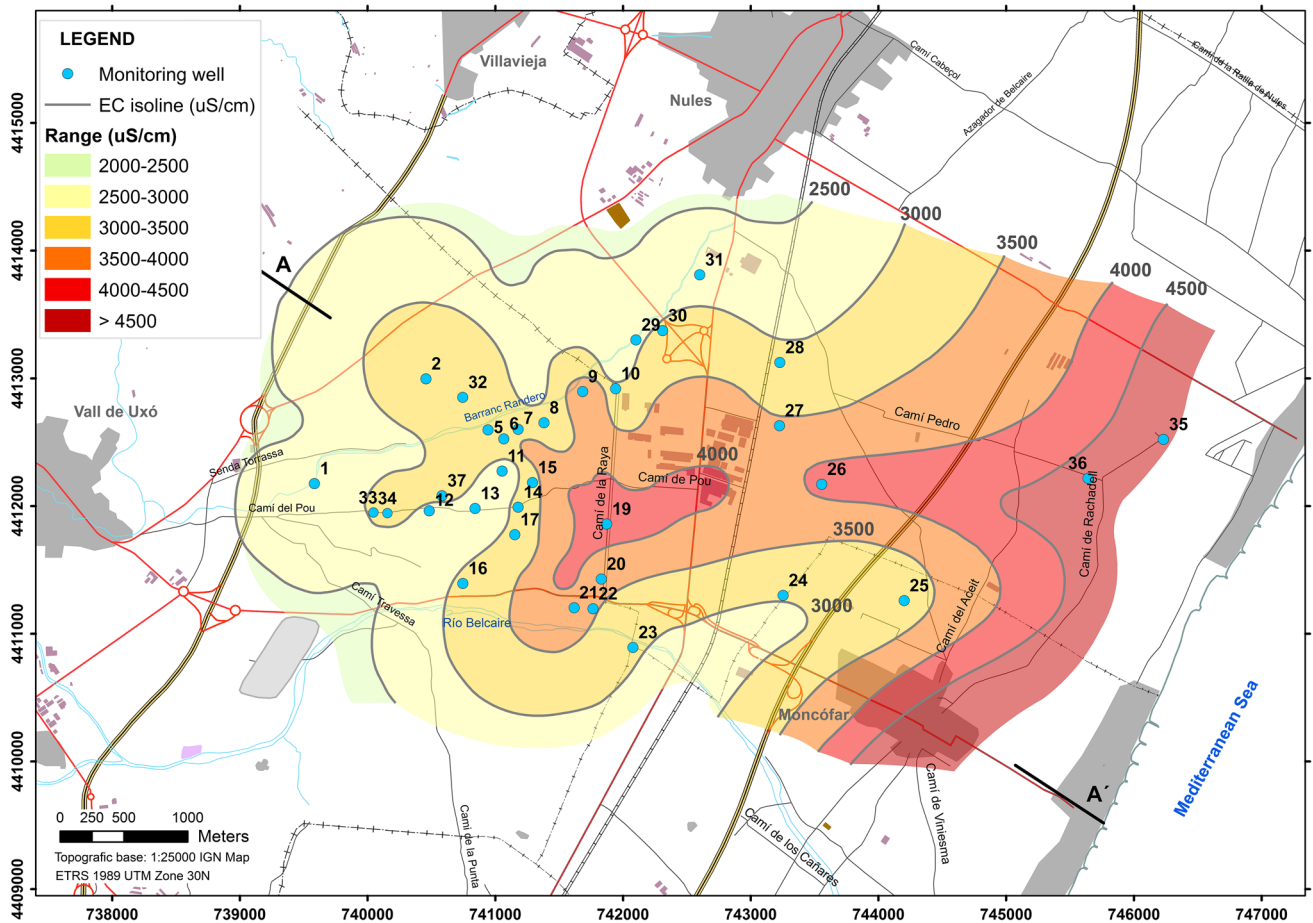 LEGEND
Monitoring well
EC isoline (uS/cm)
Range (uS/cm)
2000-2500
2500-3000
3000-3500
3500-4000
4000-4500
> 4500
Villavieja
Nules
Camí Cabeçol
Camí de la Ratlla de Nules
Azagador de Belcaire
4415000
4414000
4413000
4412000
4411000
4410000
4409000
2500
3000
3500
4000
4500
A
31
30
29
28
2
32
9
10
Barranc Randero
8
7
6
5
27
Camí Pedro
35
Vall de Uxó
Senda Torrassa
1
11
15
Camí de la Raya
4000
Camí de Pou
26
36
Camí de Rachadell
37
33
34
12
13
14
Camí del Pou
19
17
3500
16
20
21
22
24
25
3000
Camí Travessa
Río Belcaire
23
Camí del Aceit
Moncófar
Mediterranean Sea
A´
0 250 500 1000
Meters
Topografic base: 1:25000 IGN Map
ETRS 1989 UTM Zone 30N
Camí de la Punta
Camí de los Cañares
Camí de Viniesma
738000
739000
740000
741000
742000
743000
744000
745000
746000
747000